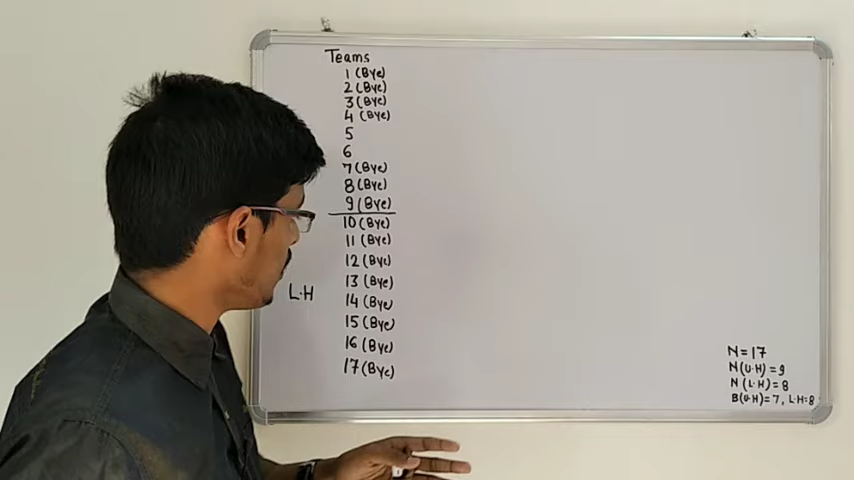 Teams
1 (Bye)
2 (Bye)
3 (Bye)
4 (Bye)
5
6
7 (Bye)
8 (Bye)
9 (Bye)
10 (Bye)
11 (Bye)
12 (Bye)
13 (Bye)
L.H
14 (Bye)
15 (Bye)
16 (Bye)
17 (Bye)
N=17
N(U.H)=9
N(L.H)=8
B(U.H)=7, L.H=8